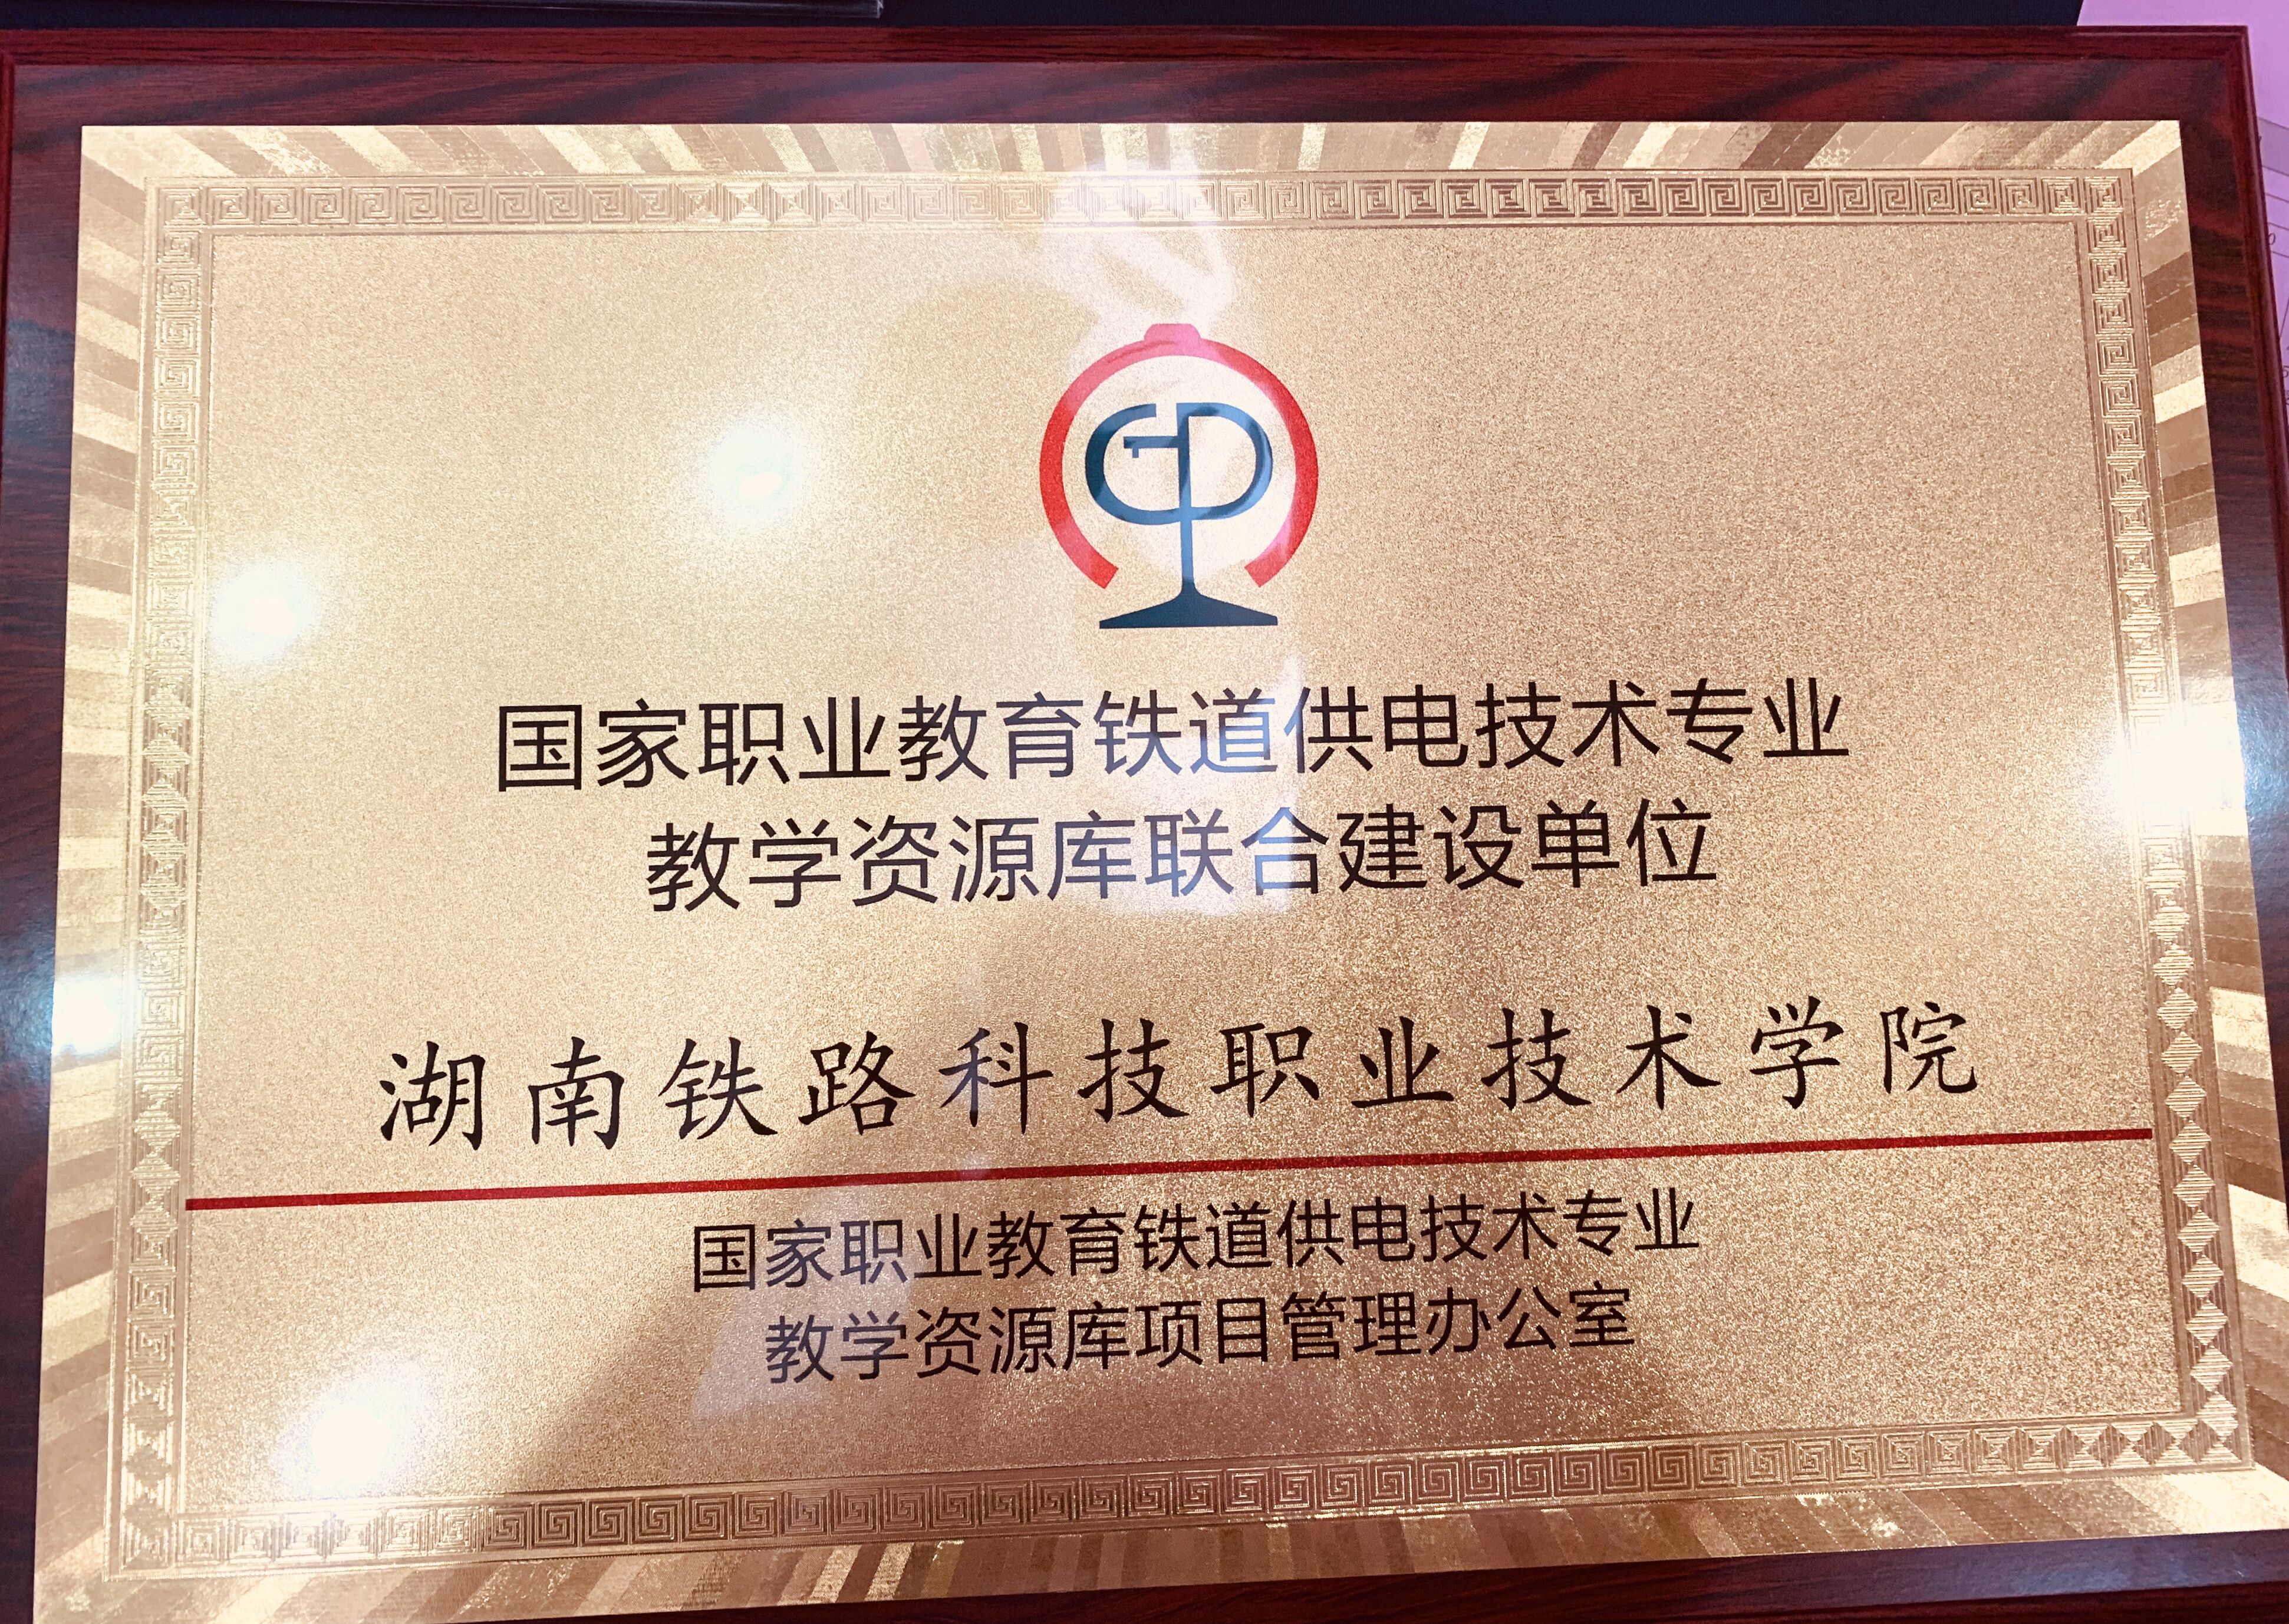 国家职业教育铁道供电技术专业
教学资源库联合建设单位
湖南铁路科技职业技术学院
国家职业教育铁道供电技术专业
教学资源库项目管理办公室